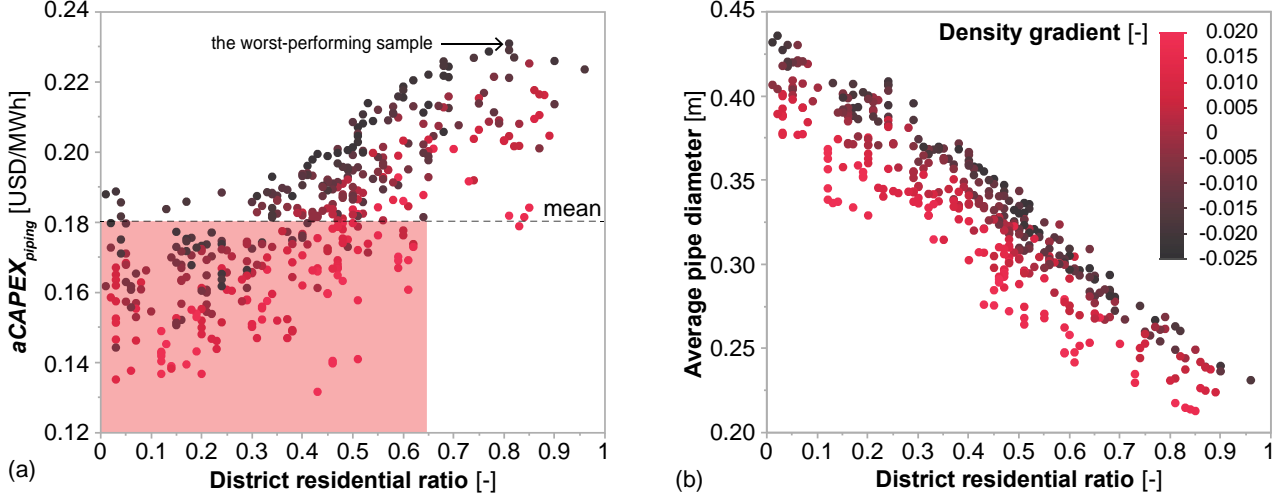 0.24
0.22
0.20
0.18
0.16
0.14
0.12
aCAPEXpiping [USD/MWh]
the worst-performing sample
mean
0 0.1 0.2 0.3 0.4 0.5 0.6 0.7 0.8 0.9 1
District residential ratio [-]
(a)
0.45
0.40
0.35
0.30
0.25
0.20
Average pipe diameter [m]
Density gradient [-]
0.020
0.015
0.010
0.005
0
-0.005
-0.010
-0.015
-0.020
-0.025
0 0.1 0.2 0.3 0.4 0.5 0.6 0.7 0.8 0.9 1
District residential ratio [-]
(b)